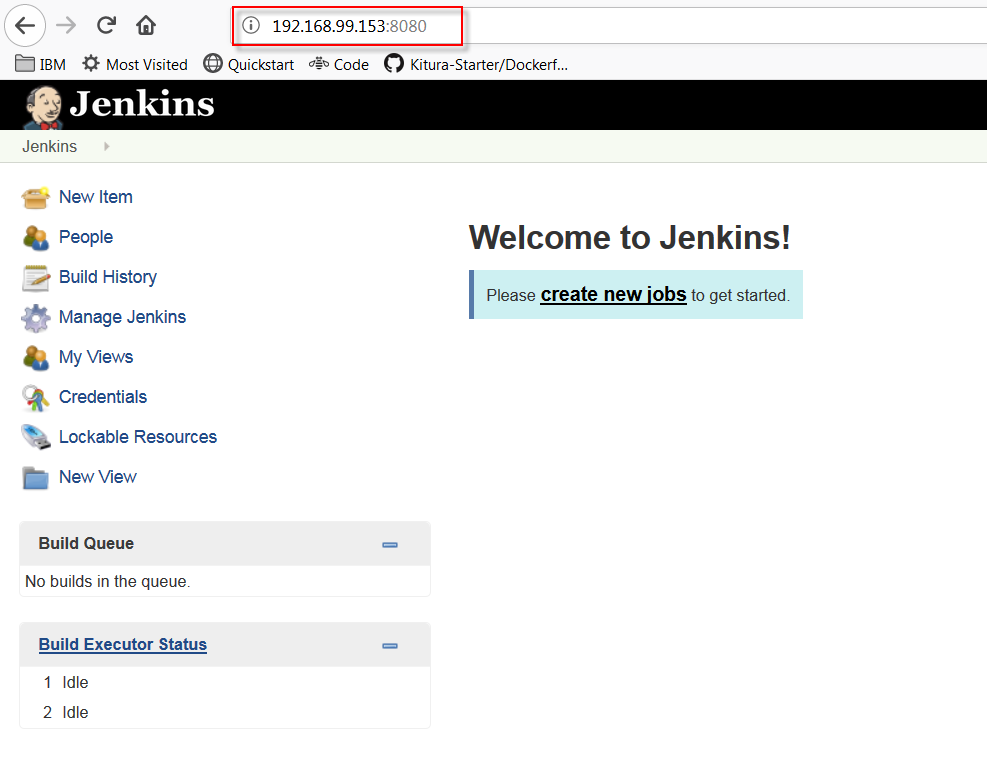 192.168.99.153:8080
IBM Most Visited Quickstart Code Kitura-Starter/Dockerf...
Jenkins
Jenkins
New Item
People
Build History
Manage Jenkins
My Views
Credentials
Lockable Resources
New View
Welcome to Jenkins!
Please create new jobs to get started.
Build Queue
No builds in the queue.
Build Executor Status
1 Idle
2 Idle